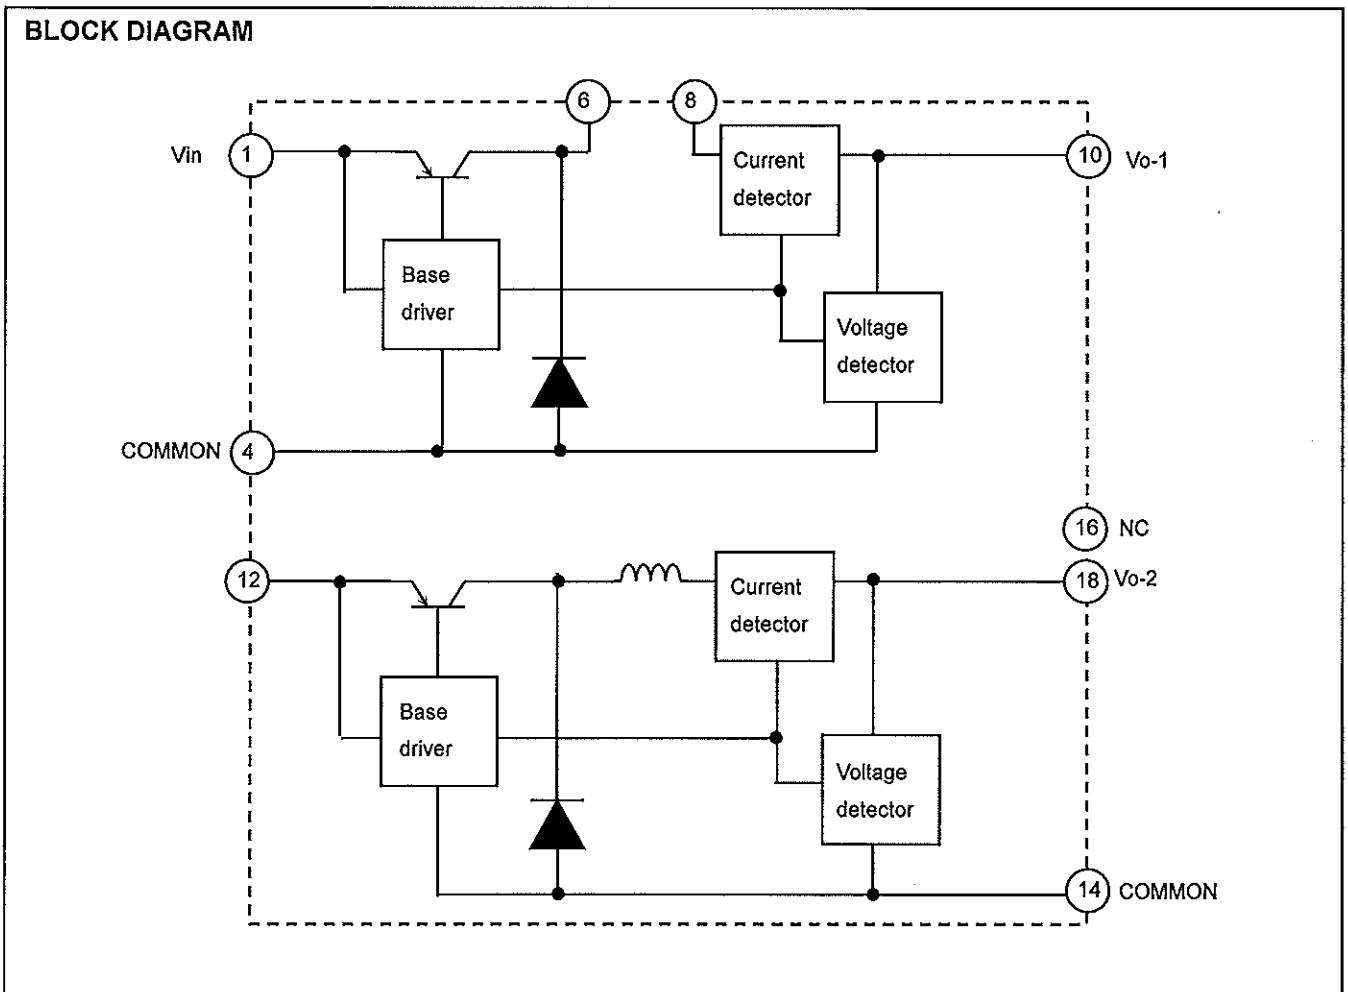 BLOCK DIAGRAM
6
8
Vin
1
Current
detector
10
Vo-1
Base
driver
Voltage
detector
COMMON
4
16
NC
12
Current
detector
18
Vo-2
Base
driver
Voltage
detector
14
COMMON